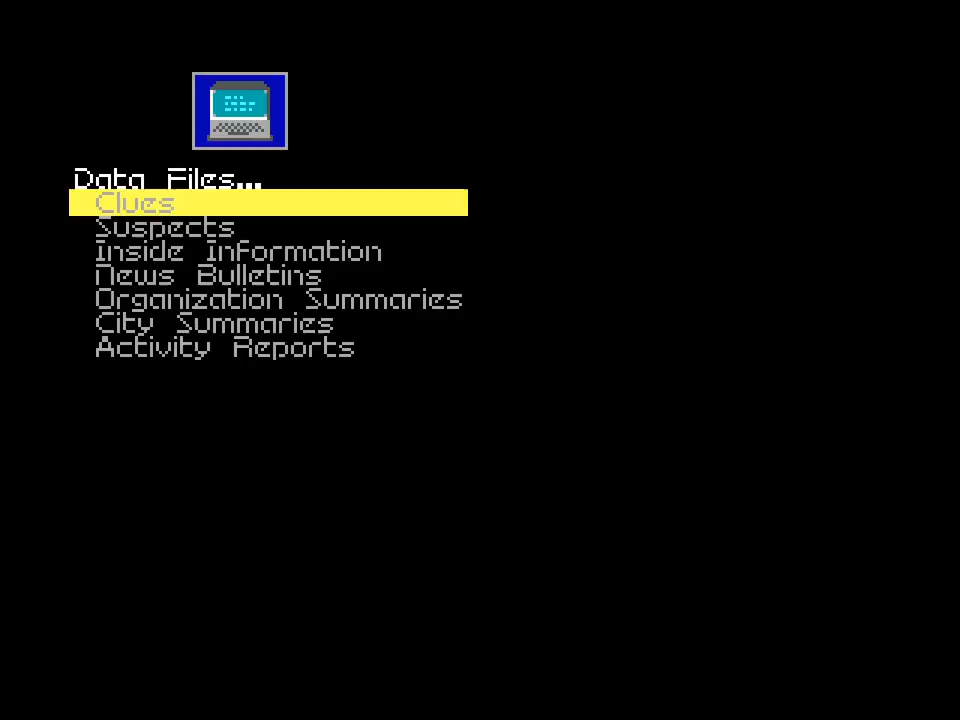 Data Files...
Clues
Suspects
Inside Information
News Bulletins
Organization Summaries
City Summaries
Activity Reports